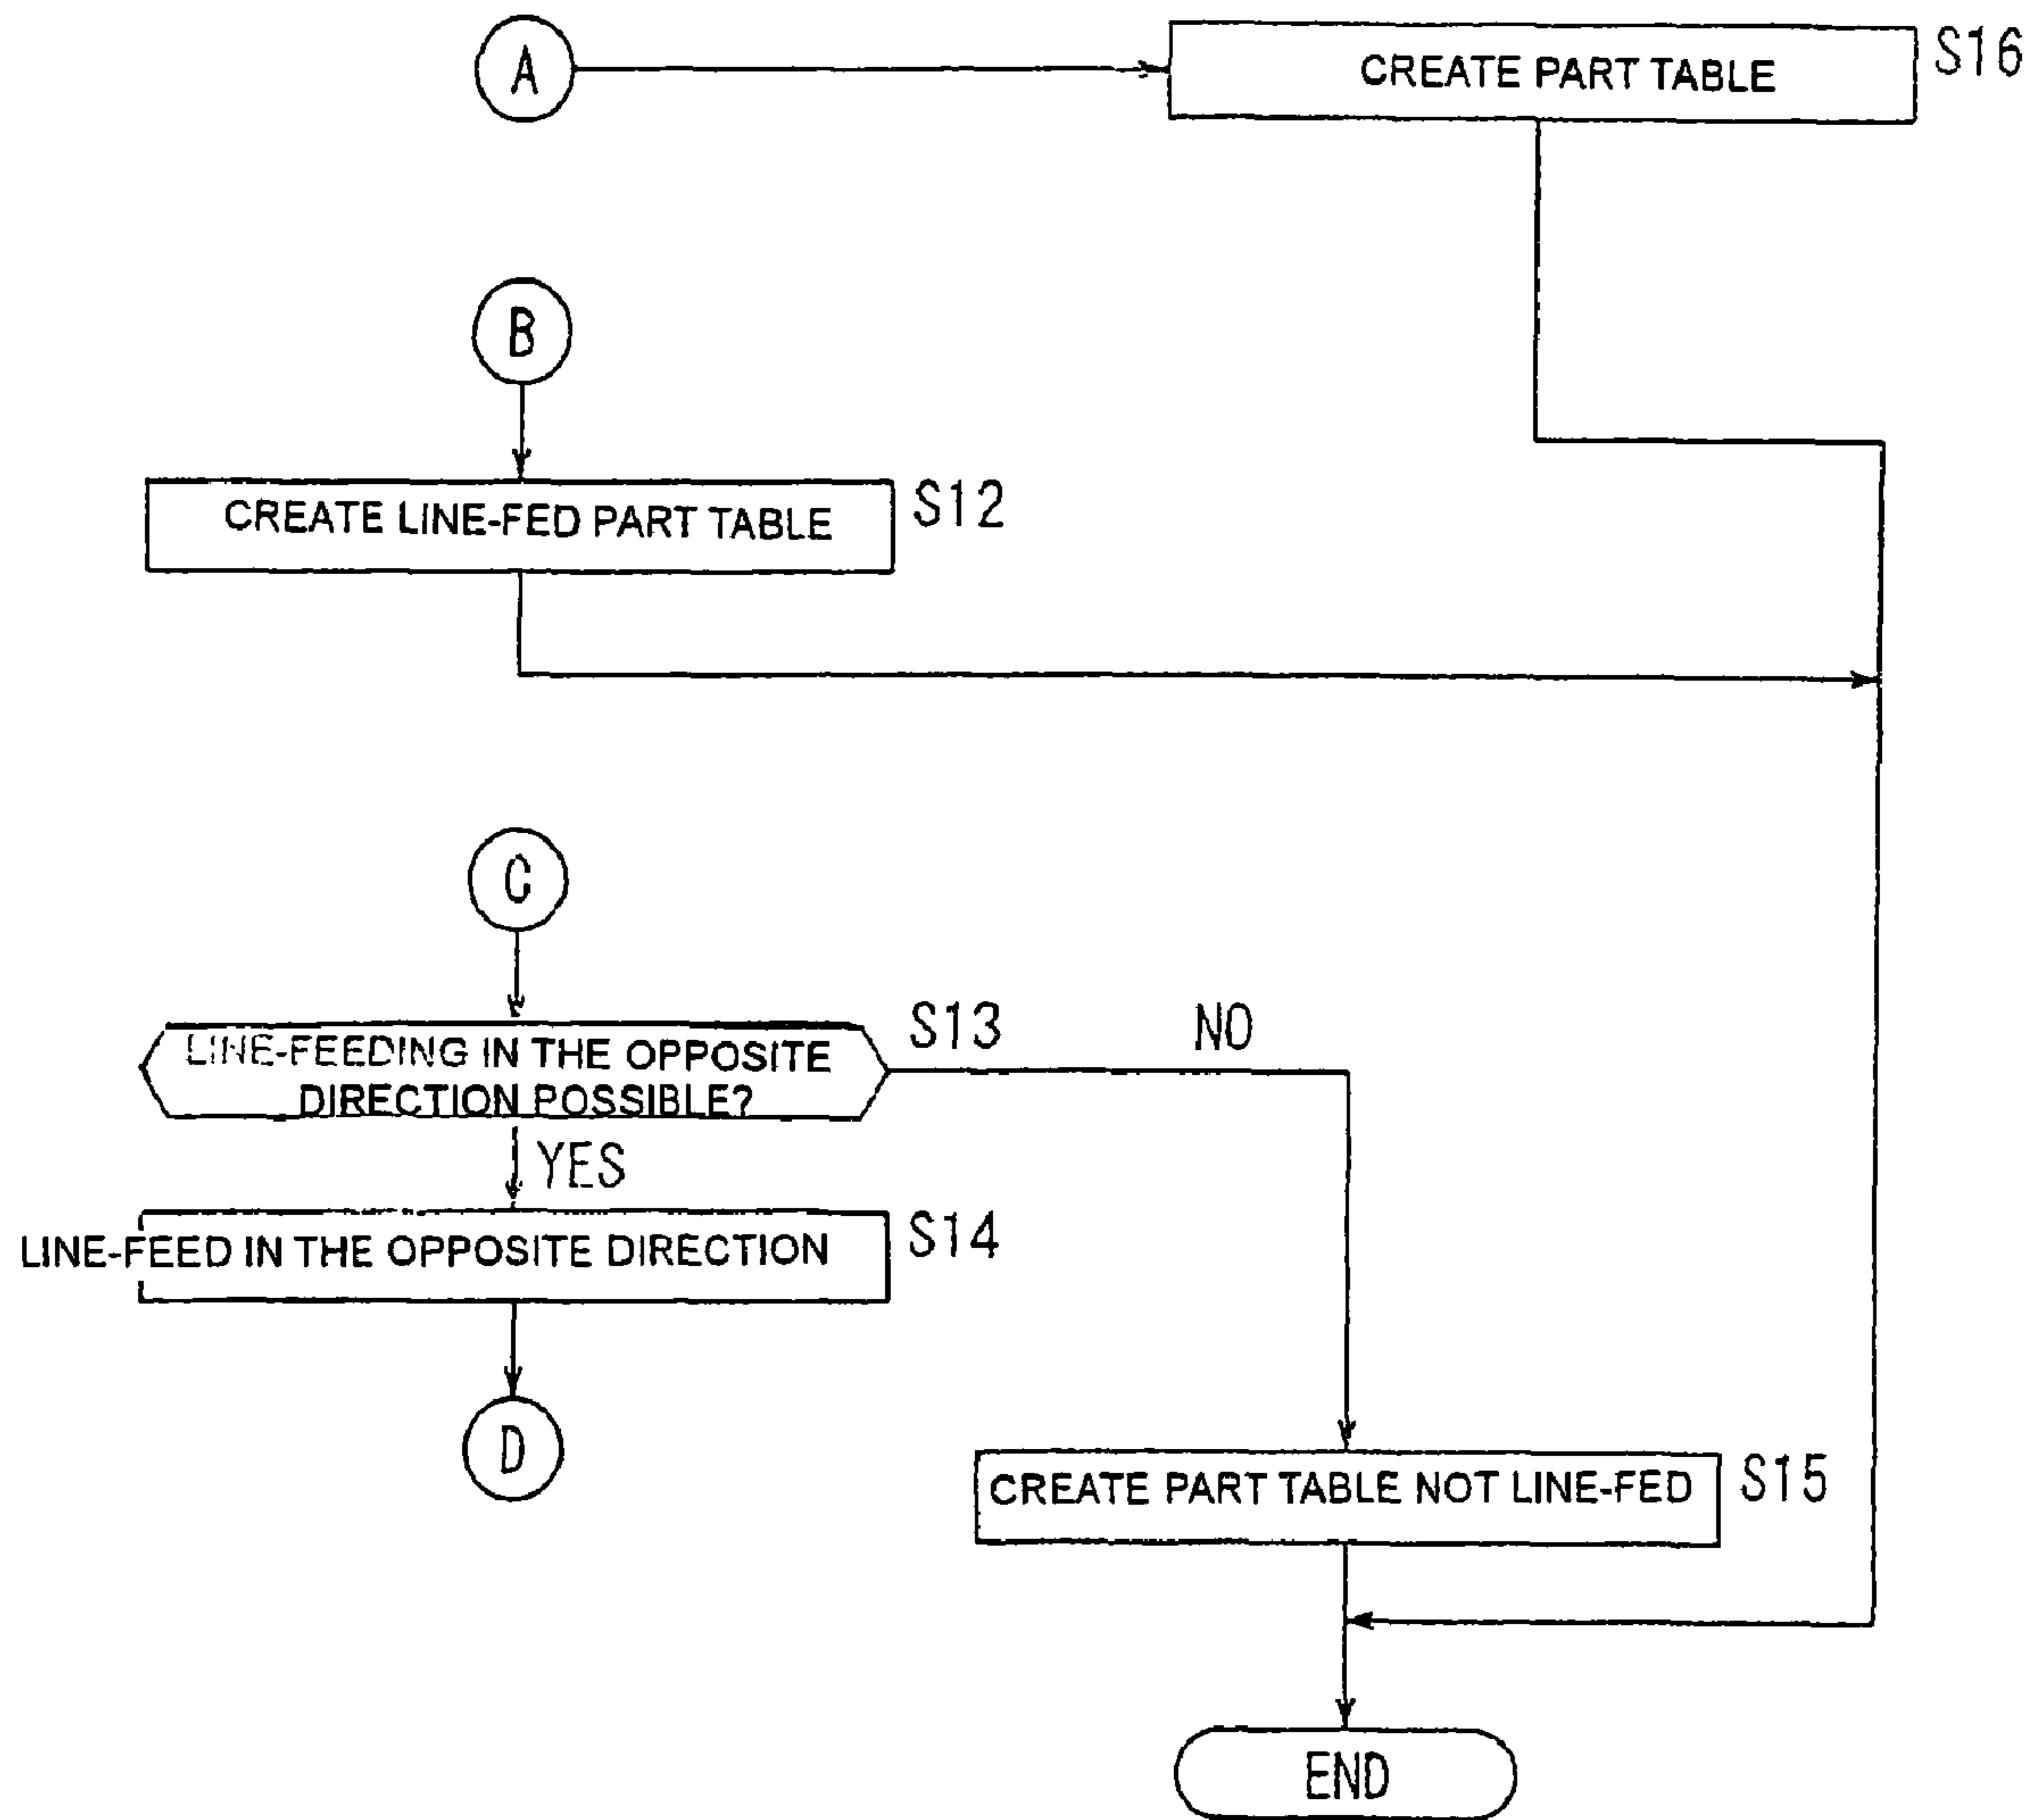 A
CREATE PART TABLE
S16
B
CREATE LINE-FED PART TABLE
S12
C
S13
NO
LINE-FEEDING IN THE OPPOSITE
DIRECTION POSSIBLE?
YES
LINE-FEED IN THE OPPOSITE DIRECTION
S14
D
CREATE PART TABLE NOT LINE-FED
S15
END